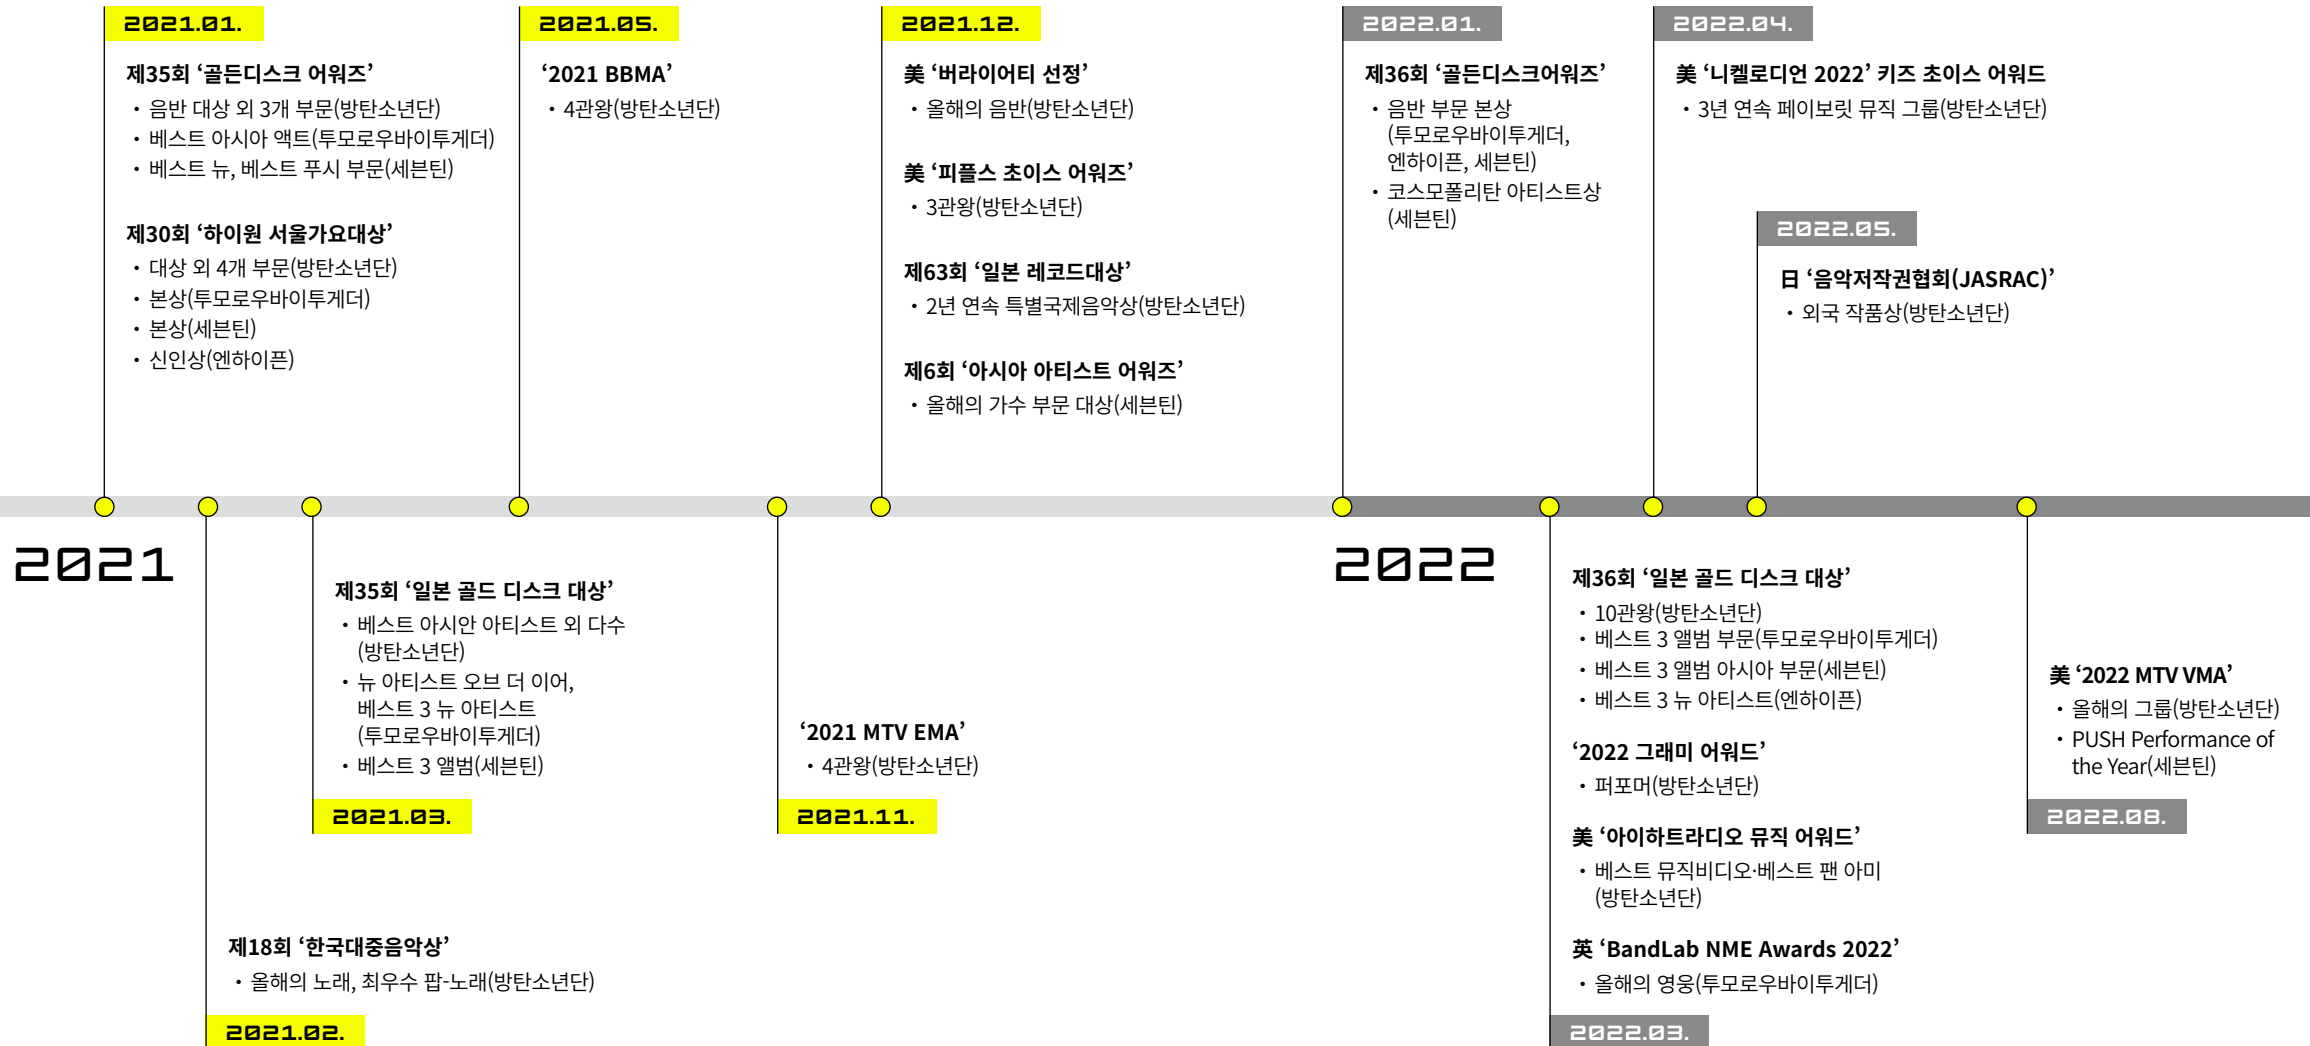 2021.01.
제35회 ‘골든디스크 어워즈’
• 음반 대상 외 3개 부문(방탄소년단)
• 베스트 아시아 액트(투모로우바이투게더)
• 베스트 뉴, 베스트 푸시 부문(세븐틴)
제30회 ‘하이원 서울가요대상’
• 대상 외 4개 부문(방탄소년단)
• 본상(투모로우바이투게더)
• 본상(세븐틴)
• 신인상(엔하이픈)
2021.05.
‘2021 BBMA’
• 4관왕(방탄소년단)
2021.12.
美 ‘버라이어티 선정’
• 올해의 음반(방탄소년단)
美 ‘피플스 초이스 어워즈’
• 3관왕(방탄소년단)
제63회 ‘일본 레코드대상’
• 2년 연속 특별국제음악상(방탄소년단)
제6회 ‘아시아 아티스트 어워즈’
• 올해의 가수 부문 대상(세븐틴)
2022.01.
제36회 ‘골든디스크어워즈’
• 음반 부문 본상
(투모로우바이투게더,
엔하이픈, 세븐틴)
• 코스모폴리탄 아티스트상
(세븐틴)
2022.04.
美 ‘니켈로디언 2022’ 키즈 초이스 어워드
• 3년 연속 페이보릿 뮤직 그룹(방탄소년단)
2022.05.
日 ‘음악저작권협회(JASRAC)’
• 외국 작품상(방탄소년단)
2021
제35회 ‘일본 골드 디스크 대상’
• 베스트 아시안 아티스트 외 다수
(방탄소년단)
• 뉴 아티스트 오브 더 이어,
베스트 3 뉴 아티스트
(투모로우바이투게더)
• 베스트 3 앨범(세븐틴)
2021.03.
제18회 ‘한국대중음악상’
• 올해의 노래, 최우수 팝-노래(방탄소년단)
2021.02.
‘2021 MTV EMA’
• 4관왕(방탄소년단)
2021.11.
2022
제36회 ‘일본 골드 디스크 대상’
• 10관왕(방탄소년단)
• 베스트 3 앨범 부문(투모로우바이투게더)
• 베스트 3 앨범 아시아 부문(세븐틴)
• 베스트 3 뉴 아티스트(엔하이픈)
‘2022 그래미 어워드’
• 퍼포머(방탄소년단)
美 ‘아이하트라디오 뮤직 어워드’
• 베스트 뮤직비디오·베스트 팬 아미
(방탄소년단)
英 ‘BandLab NME Awards 2022’
• 올해의 영웅(투모로우바이투게더)
2022.03.
美 ‘2022 MTV VMA’
• 올해의 그룹(방탄소년단)
• PUSH Performance of
the Year(세븐틴)
2022.08.